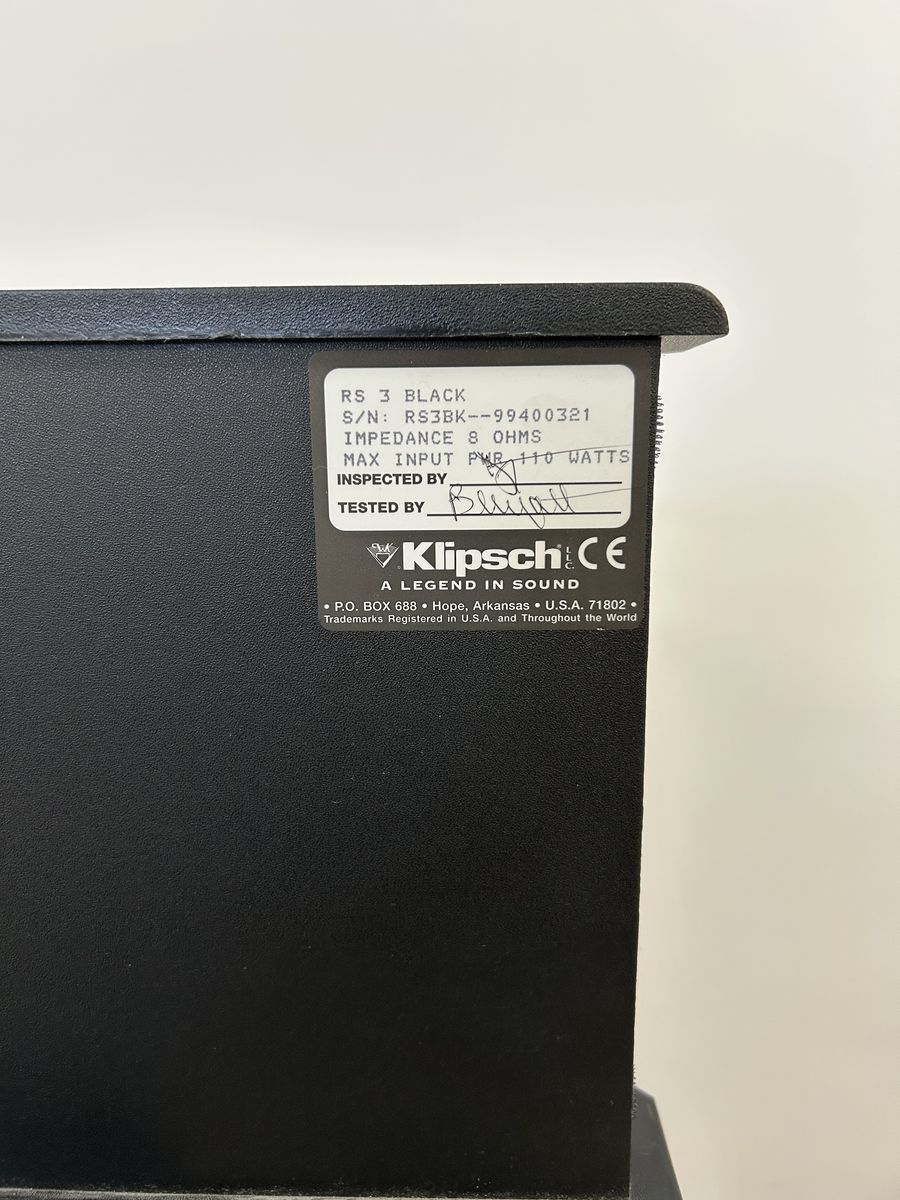 RS 3 BLACK
S/N: RS3BK--99400321
IMPEDANCE 8 OHMS
MAX INPUT PWR 110 WATTS
INSPECTED BY
TESTED BY
Klipsch L.L.C. CE
A LEGEND IN SOUND
• P.O. BOX 688 • Hope, Arkansas • U.S.A. 71802 •
Trademarks Registered in U.S.A. and Throughout the World